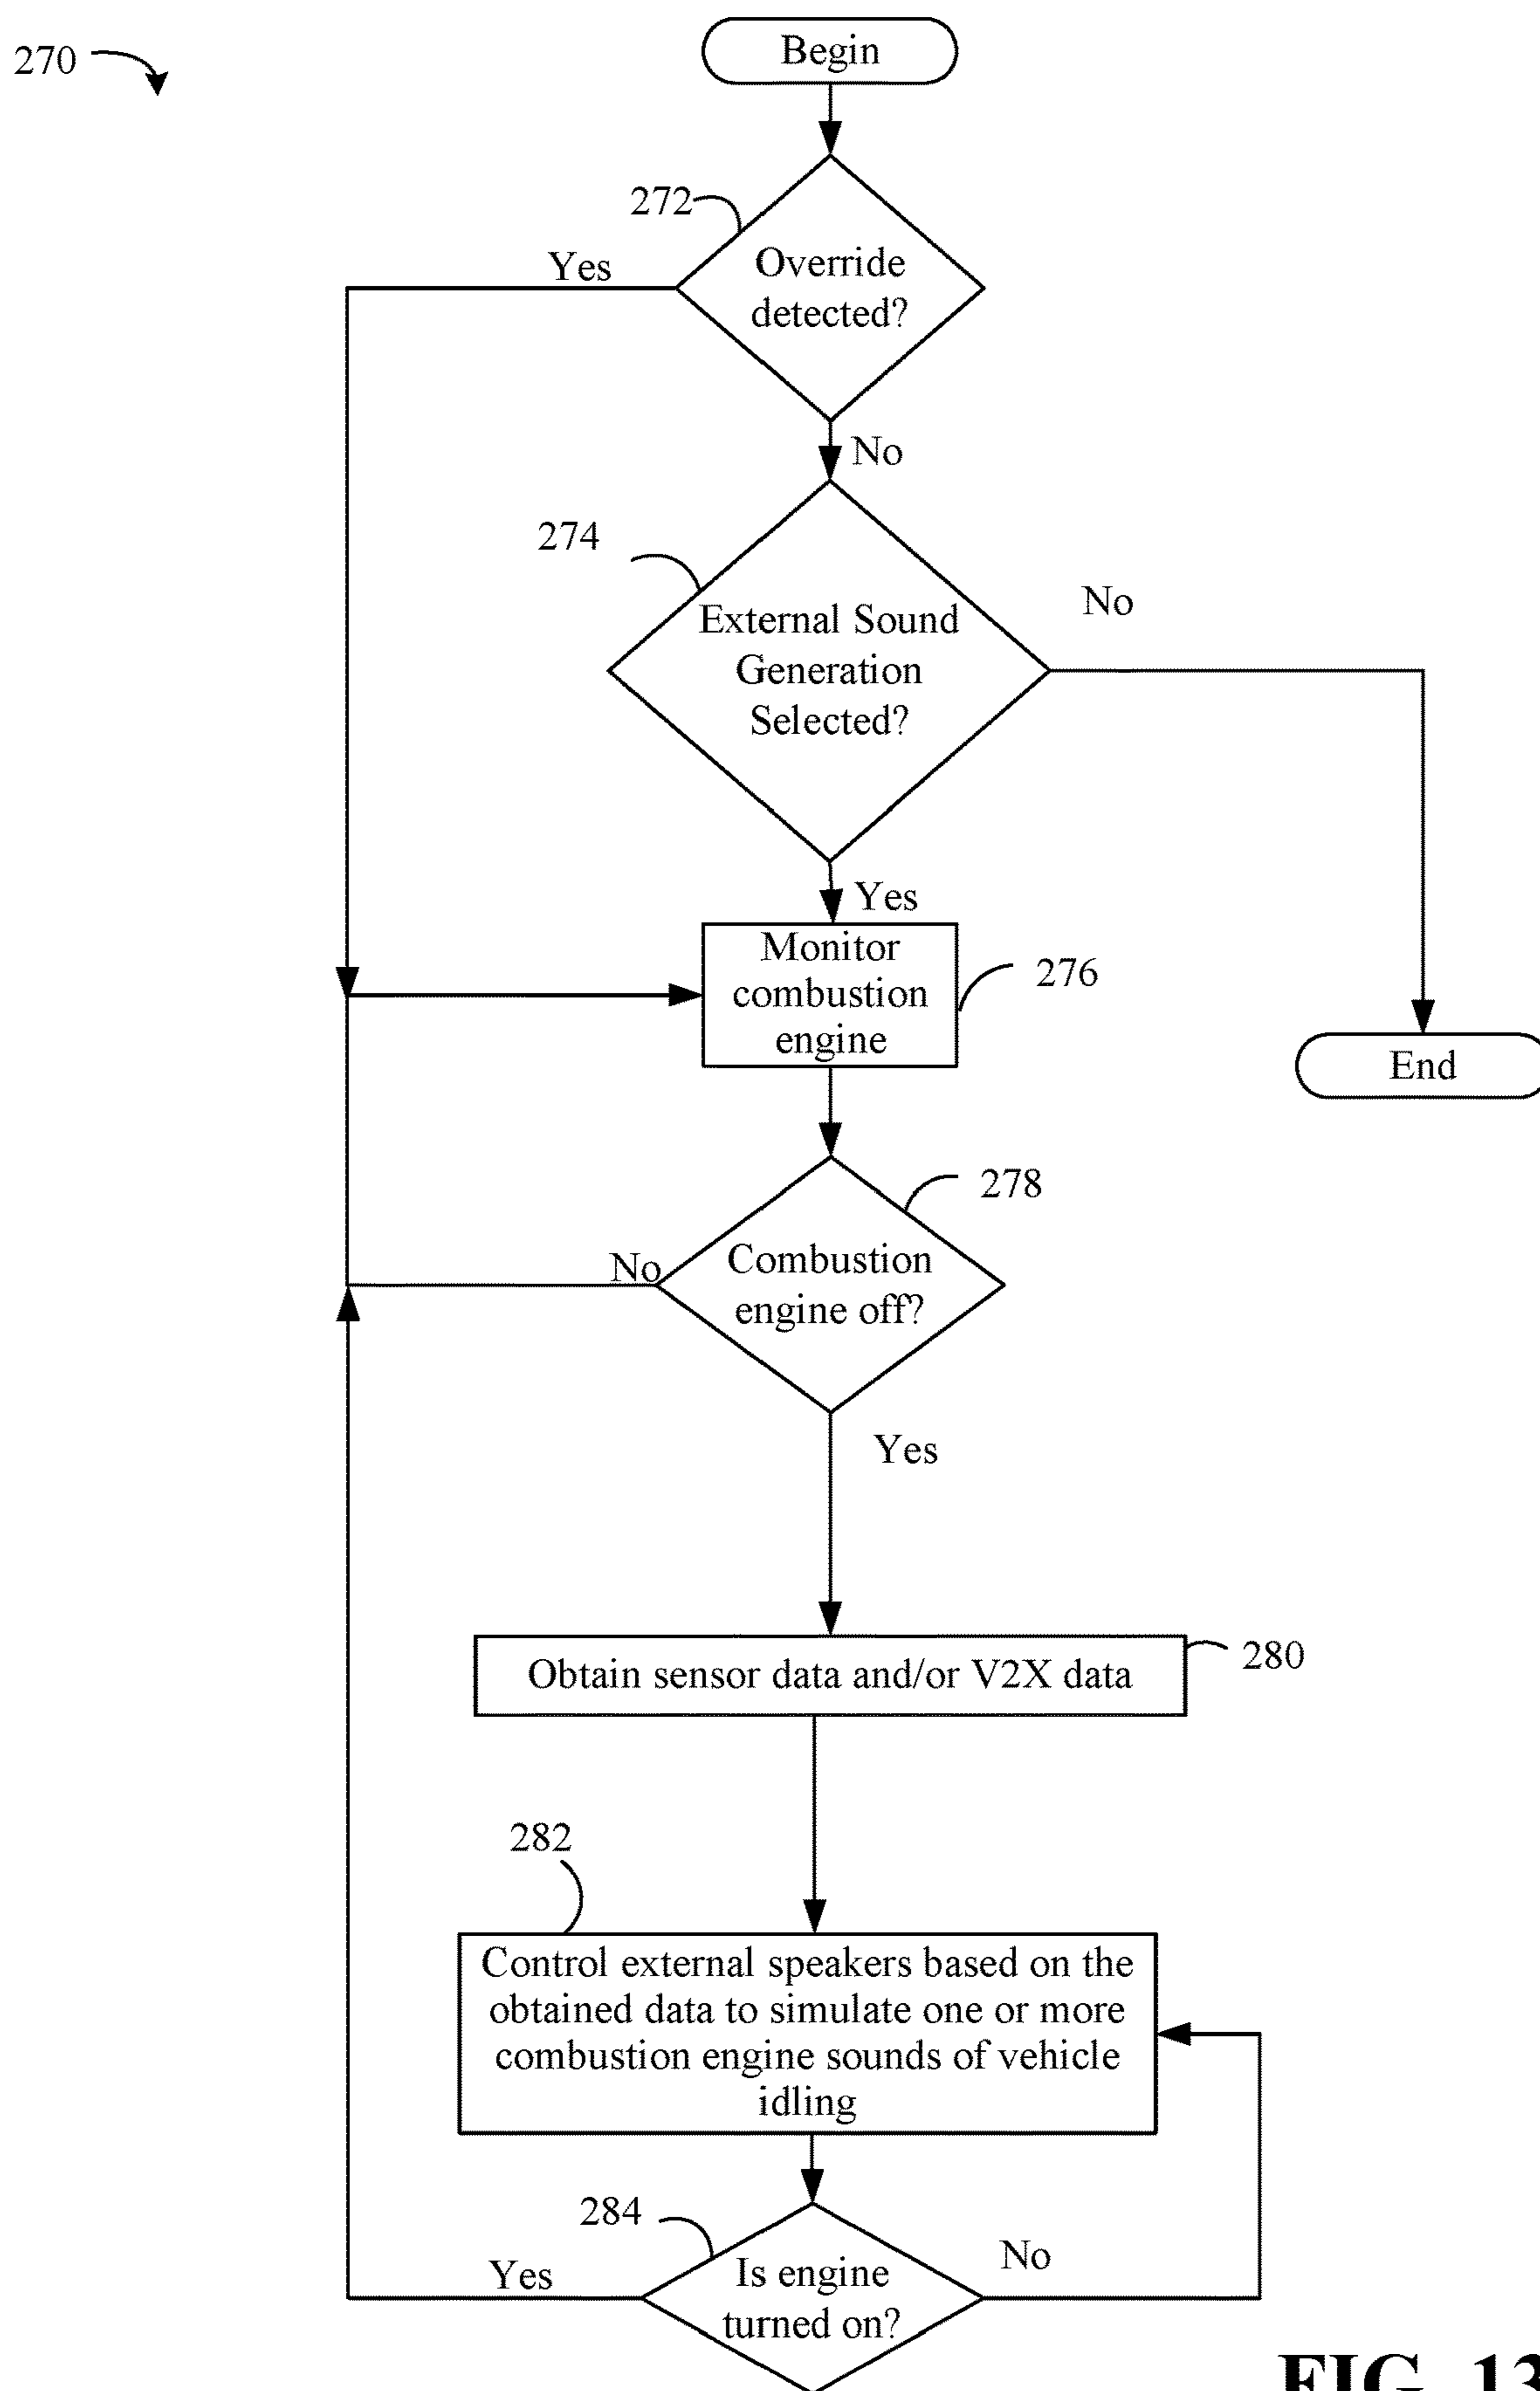 270
Begin
272
Yes
Override
detected?
No
274
External Sound
Generation
Selected?
No
Yes
Monitor
combustion
engine
276
End
278
No
Combustion
engine off?
Yes
Obtain sensor data and/or V2X data
280
282
Control external speakers based on the
obtained data to simulate one or more
combustion engine sounds of vehicle
idling
284
Yes
Is engine
turned on?
No
FIG. 13